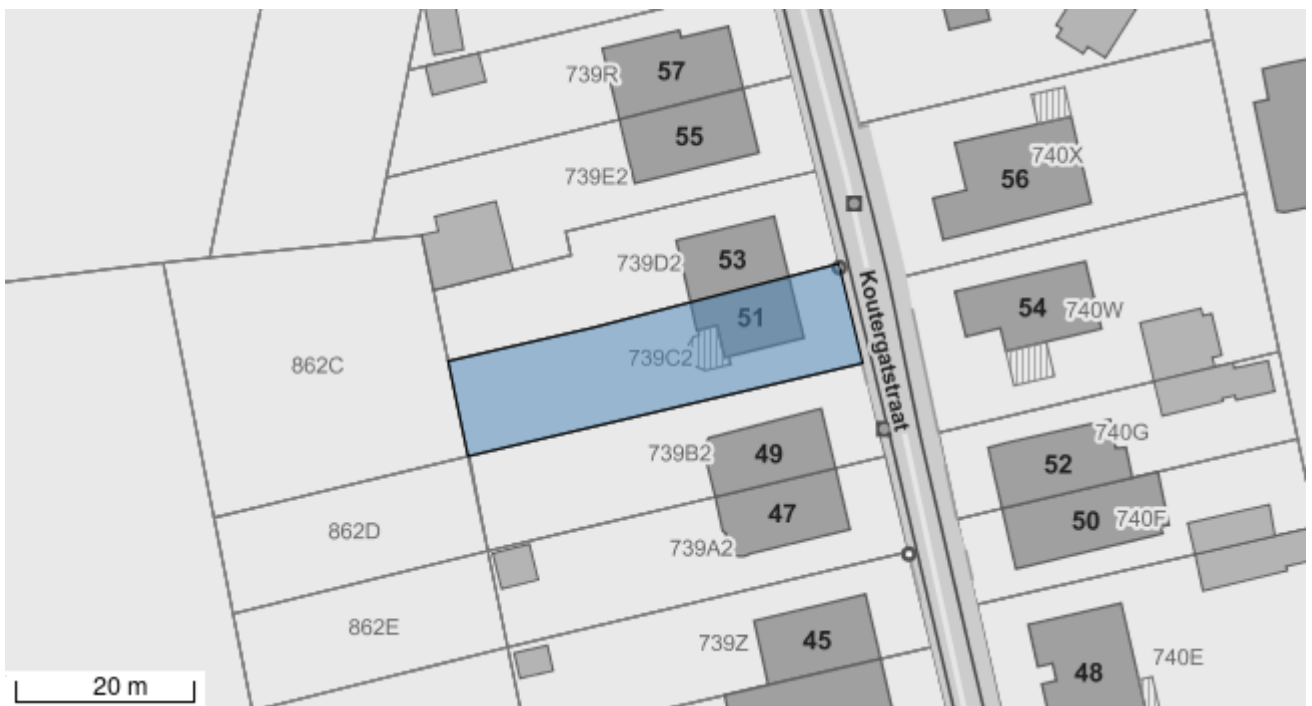 57
739R
55
740X
739E2
56
53
739D2
Koutergatstraat
54
740W
51
739C2
862C
740G
49
739B2
52
47
50
740F
862D
739A2
862E
45
739Z
740E
48
20 m